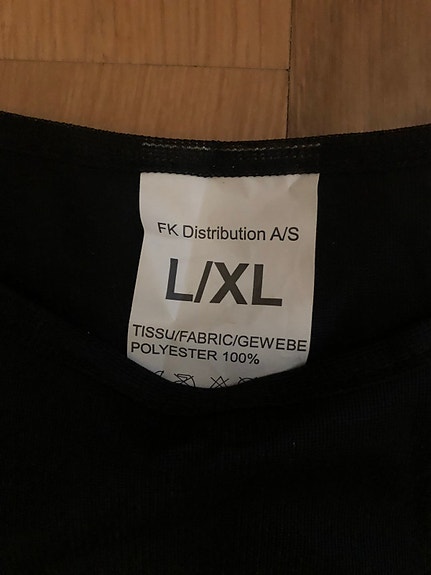 FK Distribution A/S
L/XL
TISSU/FABRIC/GEWEBE
POLYESTER 100%